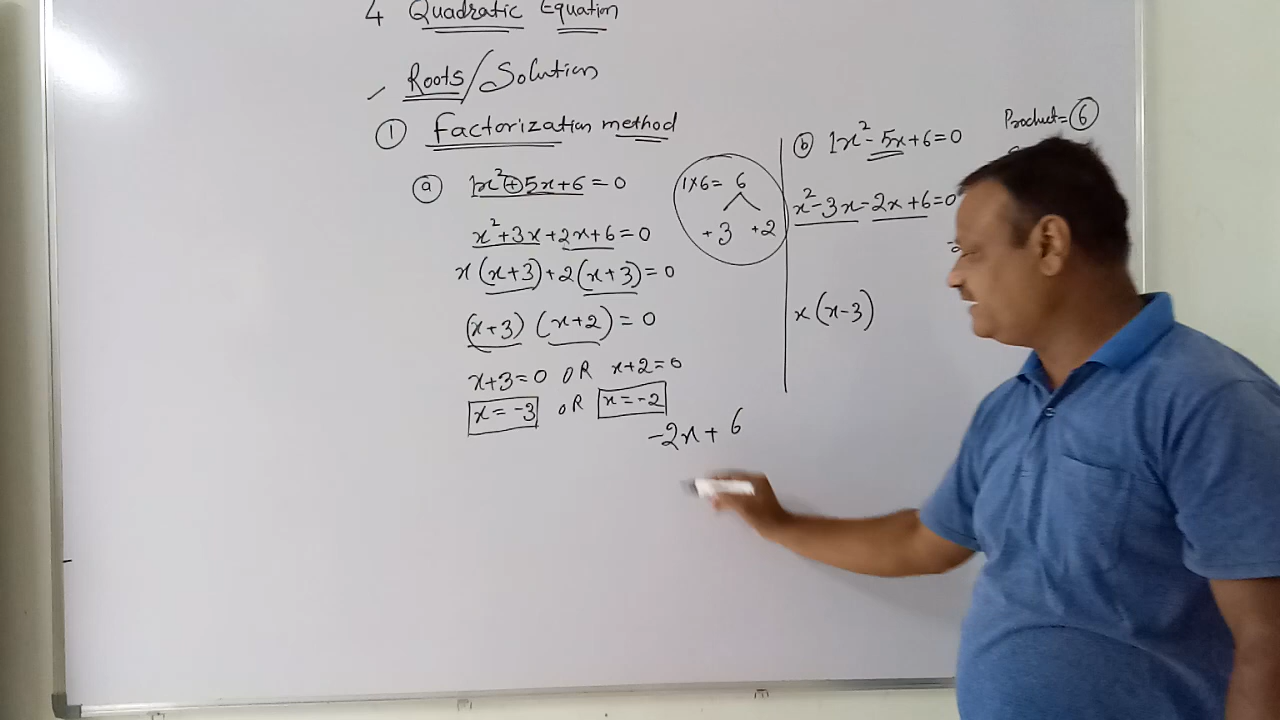 4 Quadratic Equation
Roots/Solution
① Factorization method
ⓐ 1x²+5x+6=0
x²+3x+2x+6=0
x(x+3)+2(x+3)=0
(x+3)(x+2)=0
x+3=0 OR x+2=0
x=-3 OR x=-2
1×6= 6
+3 +2
-2x+6
ⓑ 1x²-5x+6=0
x²-3x-2x+6=0
x(x-3)
Product=⑥